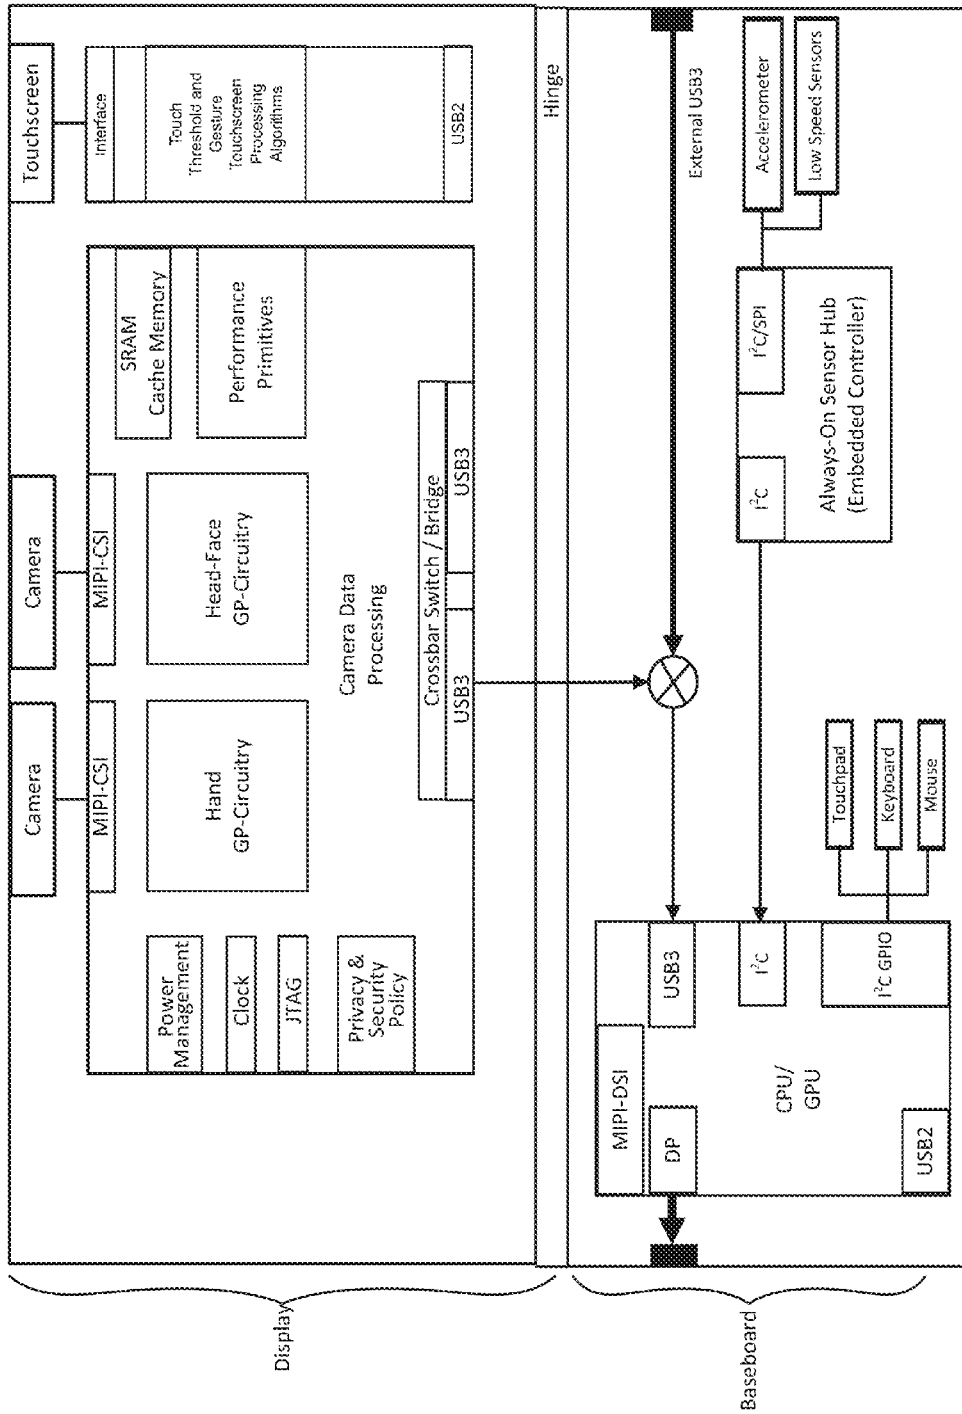 Touchscreen
Interface
Touch
Threshold and
Gesture
Touchscreen
Processing
Algorithms
USB2
Camera
MIPI-CSI
Camera
MIPI-CSI
SRAM
Cache Memory
Performance
Primitives
Head-Face
GP-Circuitry
Hand
GP-Circuitry
Camera Data
Processing
Crossbar Switch / Bridge
USB3
USB3
Power
Management
Clock
JTAG
Privacy &
Security
Policy
Display
Hinge
External USB3
Accelerometer
Low Speed Sensors
I²C/SPI
I²C
Always-On Sensor Hub
(Embedded Controller)
Touchpad
Keyboard
Mouse
USB3
I²C
I²C GPIO
MIPI-DSI
DP
CPU/
GPU
USB2
Baseboard